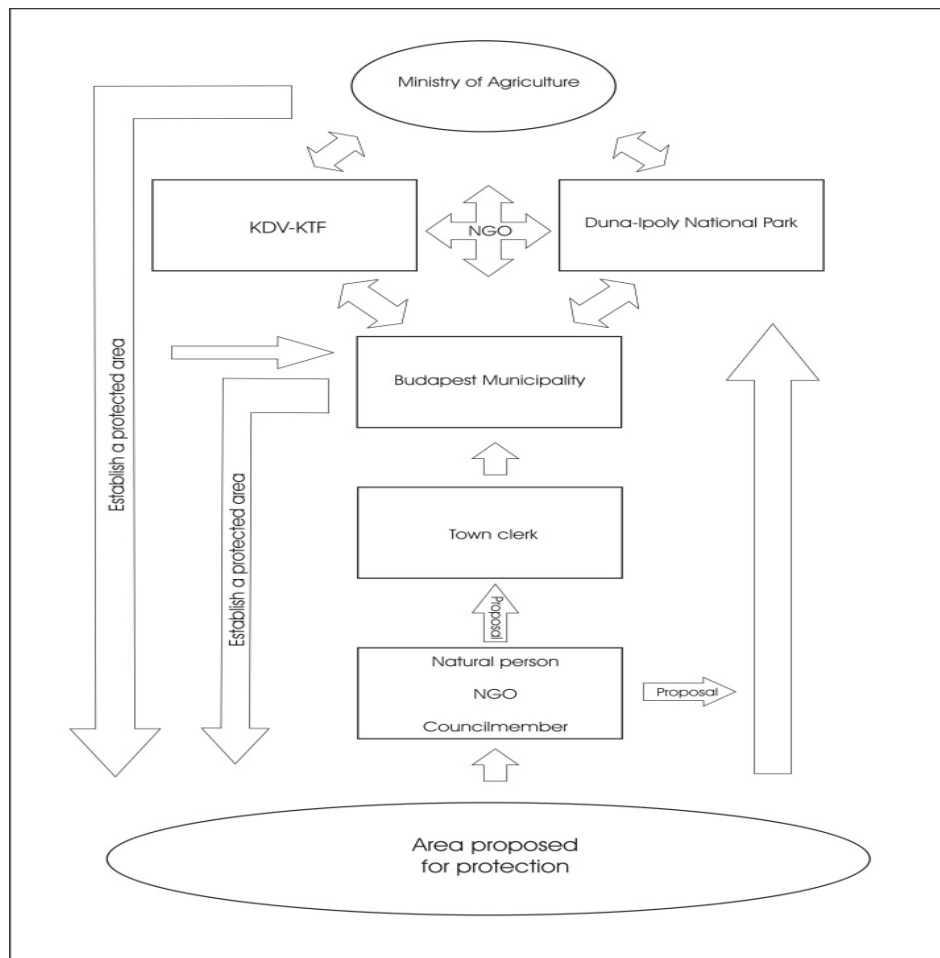 Ministry of Agriculture
KDV-KTF
NGO
Duna-Ipoly National Park
Establish a protected area
Budapest Municipality
Establish a protected area
Town clerk
Proposal
Natural person
NGO
Councilmember
Proposal
Area proposed
for protection